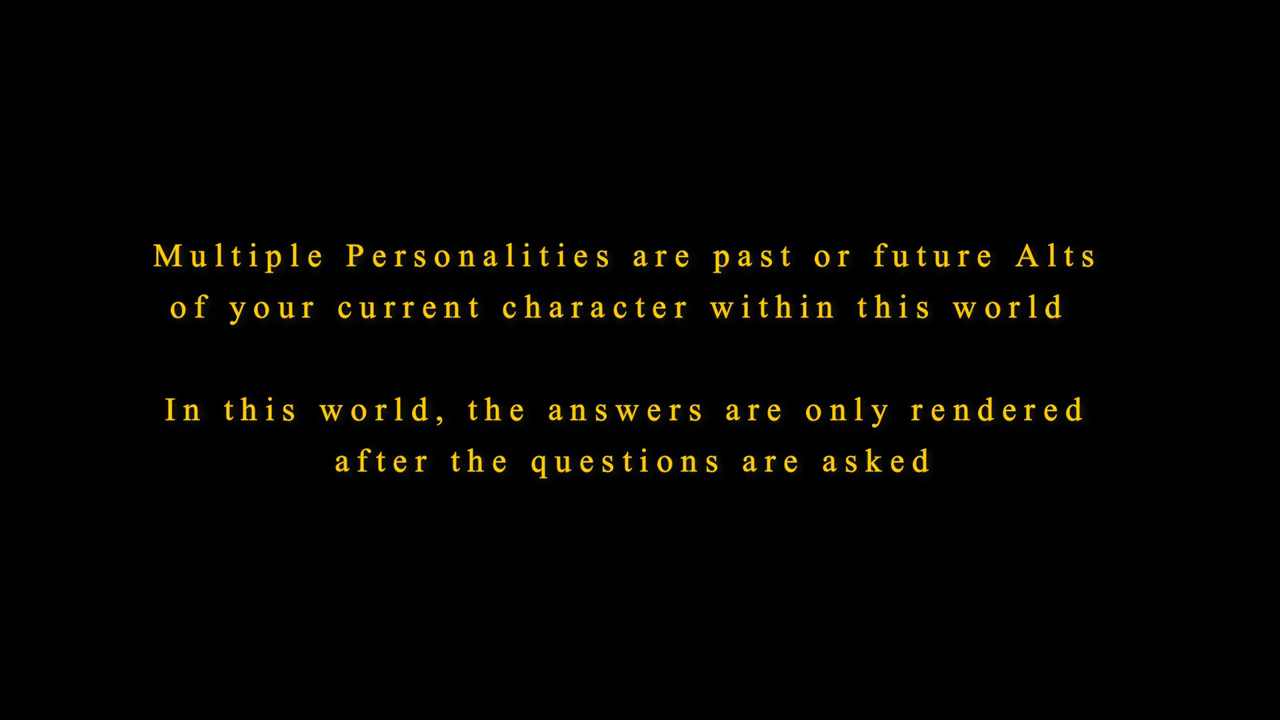 Multiple Personalities are past or future Alts
of your current character within this world
In this world, the answers are only rendered
after the questions are asked